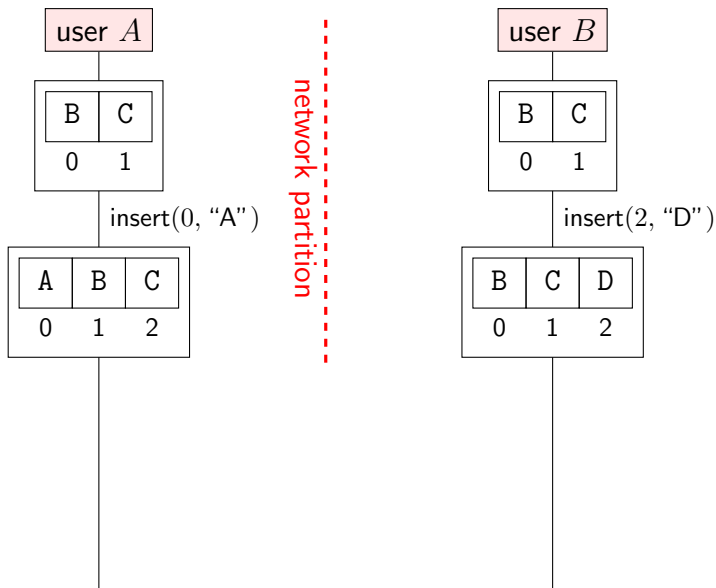 user A
user B
B C
0 1
B C
0 1
network partition
insert(0, “A”)
insert(2, “D”)
A B C
0 1 2
B C D
0 1 2